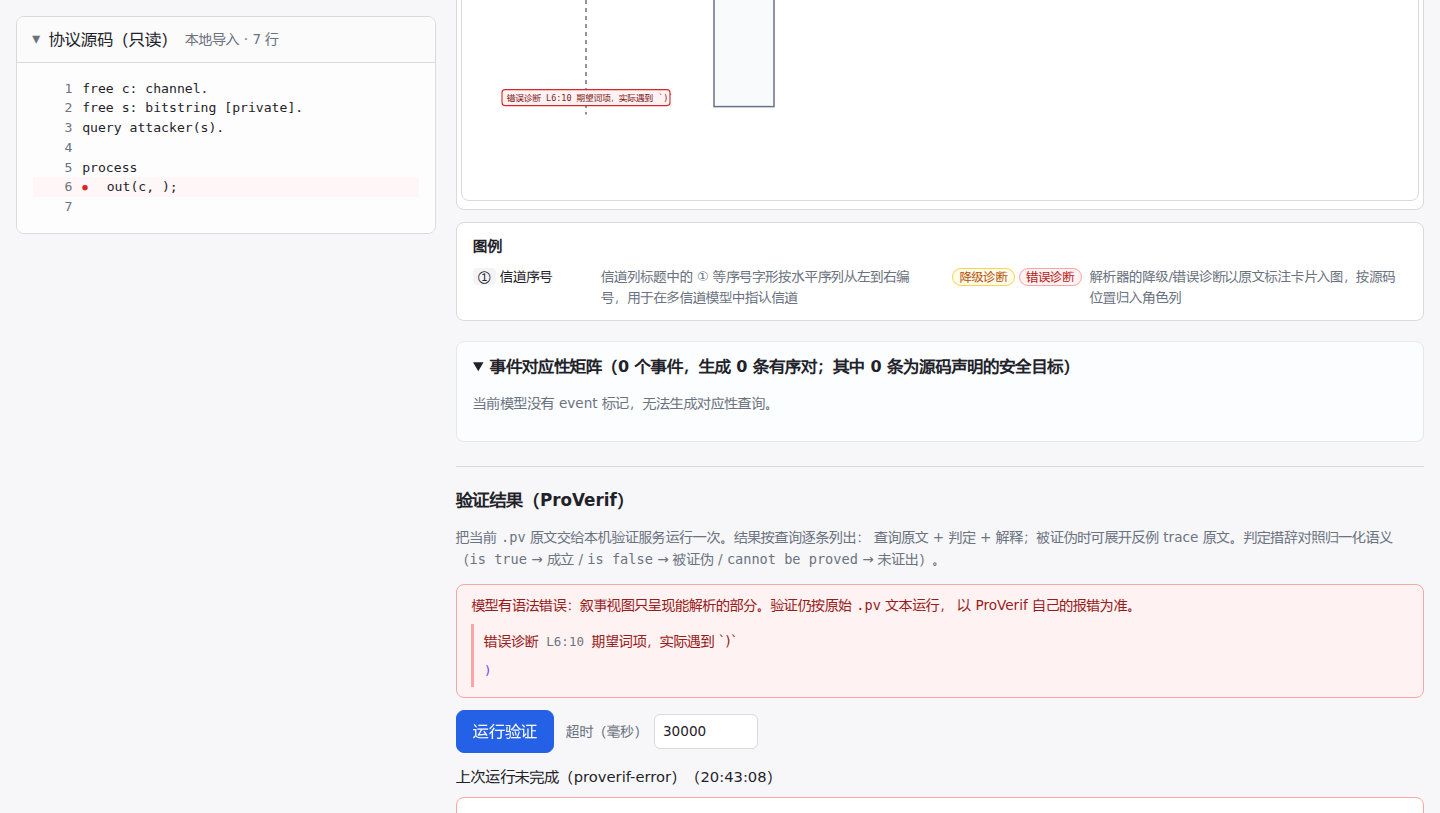 ▼ 协议源码（只读） 本地导入 · 7 行
1 free c: channel.
2 free s: bitstring [private].
3 query attacker(s).
4
5 process
6 ● out(c, );
7
错误诊断 L6:10 期望词项，实际遇到 `)
图例
① 信道序号
信道列标题中的 ① 等序号字形按水平序列从左到右编
号，用于在多信道模型中指认信道
降级诊断 错误诊断
解析器的降级/错误诊断以原文标注卡片入图，按源码
位置归入角色列
▼ 事件对应性矩阵（0 个事件，生成 0 条有序对；其中 0 条为源码声明的安全目标）
当前模型没有 event 标记，无法生成对应性查询。
验证结果（ProVerif）
把当前 .pv 原文交给本机验证服务运行一次。结果按查询逐条列出： 查询原文 + 判定 + 解释；被证伪时可展开反例 trace 原文。判定措辞对照归一化语义
（is true → 成立 / is false → 被证伪 / cannot be proved → 未证出）。
模型有语法错误：叙事视图只呈现能解析的部分。验证仍按原始 .pv 文本运行， 以 ProVerif 自己的报错为准。
错误诊断 L6:10 期望词项，实际遇到 `)`
)
运行验证 超时（毫秒） 30000
上次运行未完成（proverif-error）（20:43:08）